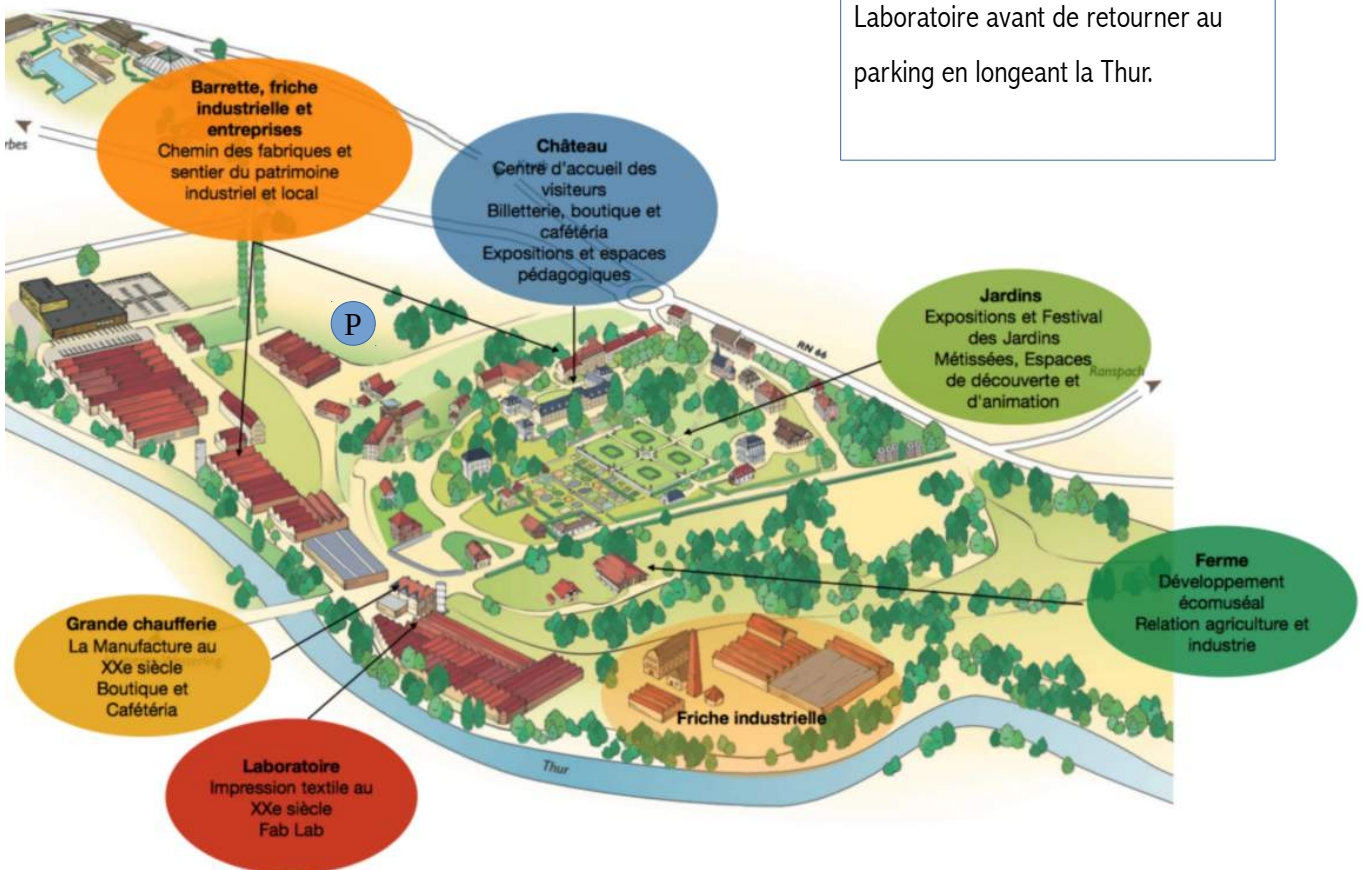 Laboratoire avant de retourner au
parking en longeant la Thur.
Barrette, friche
industrielle et
entreprises
Chemin des fabriques et
sentier du patrimoine
industriel et local
Château
Centre d'accueil des
visiteurs
Billetterie, boutique et
cafétéria
Expositions et espaces
pédagogiques
P
Jardins
Expositions et Festival
des Jardins
Métissées, Espaces
de découverte et
d'animation
RN 66
Ranspach
Ferme
Développement
écomuséal
Relation agriculture et
industrie
Grande chaufferie
La Manufacture au
XXe siècle
Boutique et
Cafétéria
Friche industrielle
Laboratoire
Impression textile au
XXe siècle
Fab Lab
Thur